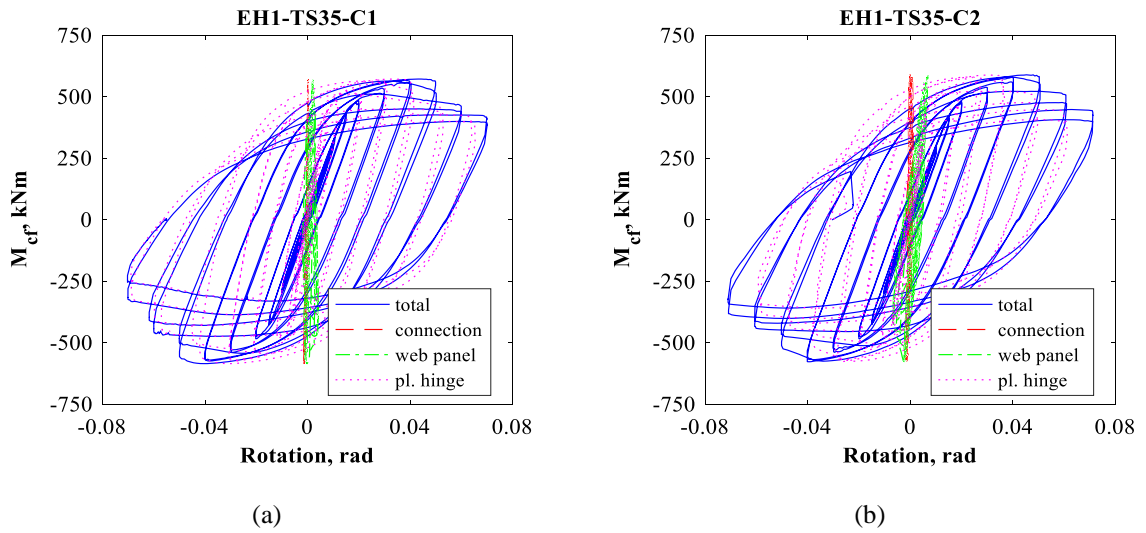 EH1-TS35-C1
750
500
250
0
-250
-500
-750
M cf, kNm
total
connection
web panel
pl. hinge
-0.08
-0.04
0
0.04
0.08
Rotation, rad
(a)
EH1-TS35-C2
750
500
250
0
-250
-500
-750
M cf, kNm
total
connection
web panel
pl. hinge
-0.08
-0.04
0
0.04
0.08
Rotation, rad
(b)